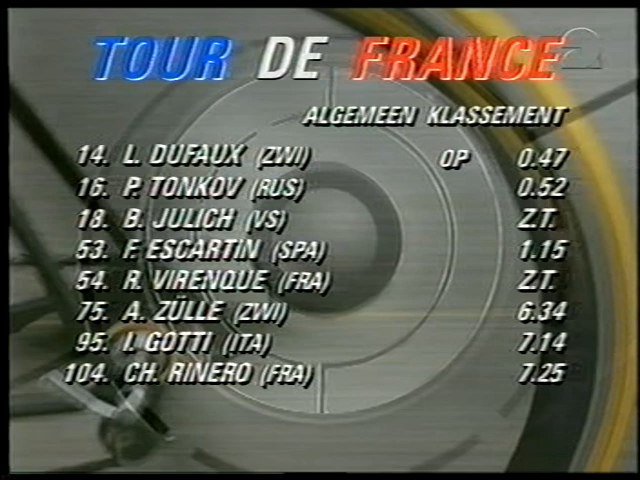 TOUR DE FRANCE
ALGEMEEN KLASSEMENT
14. L. DUFAUX (ZWI) OP 0.47
16. P. TONKOV (RUS) 0.52
18. B. JULICH (VS) Z.T.
53. F. ESCARTIN (SPA) 1.15
54. R. VIRENQUE (FRA) Z.T.
75. A. ZÜLLE (ZWI) 6.34
95. I. GOTTI (ITA) 7.14
104. CH. RINERO (FRA) 7.25